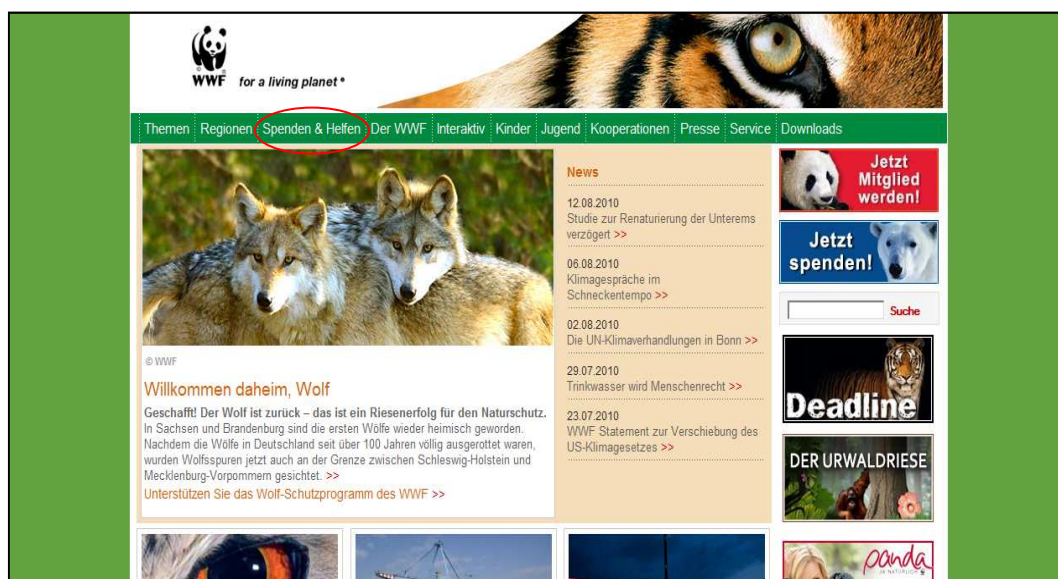 WWF
for a living planet®
Themen Regionen Spenden & Helfen Der WWF Interaktiv Kinder Jugend Kooperationen Presse Service Downloads
© WWF
Willkommen daheim, Wolf
Geschafft! Der Wolf ist zurück – das ist ein Riesenerfolg für den Naturschutz.
In Sachsen und Brandenburg sind die ersten Wölfe wieder heimisch geworden.
Nachdem die Wölfe in Deutschland seit über 100 Jahren völlig ausgerottet waren,
wurden Wolfsspuren jetzt auch an der Grenze zwischen Schleswig-Holstein und
Mecklenburg-Vorpommern gesichtet. >>
Unterstützen Sie das Wolf-Schutzprogramm des WWF >>
News
12.08.2010
Studie zur Renaturierung der Unterems
verzögert >>
06.08.2010
Klimagespräche im
Schneckentempo >>
02.08.2010
Die UN-Klimaverhandlungen in Bonn >>
29.07.2010
Trinkwasser wird Menschenrecht >>
23.07.2010
WWF Statement zur Verschiebung des
US-Klimagesetzes >>
Jetzt
Mitglied
werden!
Jetzt
spenden!
Suche
Deadline
DER URWALDRIESE
panda